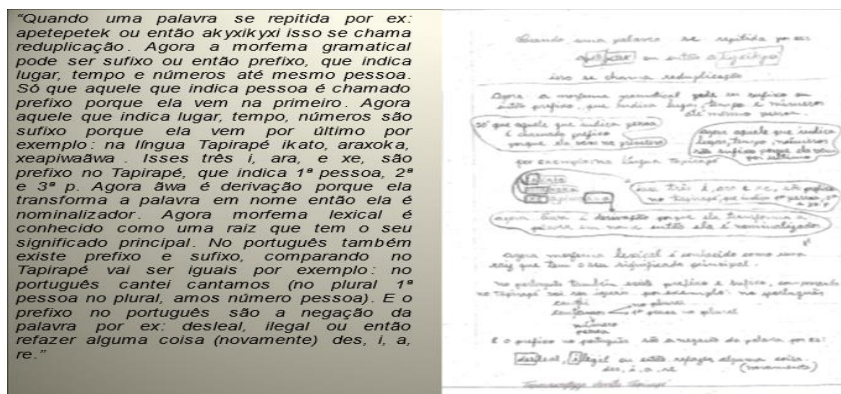 “Quando uma palavra se repitida por ex:
apetepetek ou então akyxikyxi isso se chama
reduplicação. Agora a morfema gramatical
pode ser sufixo ou então prefixo, que indica
lugar, tempo e números até mesmo pessoa.
Só que aquele que indica pessoa é chamado
prefixo porque ela vem na primeiro. Agora
aquele que indica lugar, tempo, números são
sufixo porque ela vem por último por
exemplo: na língua Tapirapé ikato, araxoka,
xeapiwaãwa . Isses três i, ara, e xe, são
prefixo no Tapirapé, que indica 1ª pessoa, 2ª
e 3ª p. Agora ãwa é derivação porque ela
transforma a palavra em nome então ela é
nominalizador. Agora morfema lexical é
conhecido como uma raiz que tem o seu
significado principal. No português também
existe prefixo e sufixo, comparando no
Tapirapé vai ser iguais por exemplo: no
português cantei cantamos (no plural 1ª
pessoa no plural, amos número pessoa). E o
prefixo no português são a negação da
palavra por ex: desleal, ilegal ou então
refazer alguma coisa (novamente) des, i, a,
re.”
Quando uma palavra se repitida por ex:
ou então
isso se chama reduplicação
Agora a morfema gramatical pode ser sufixo ou
então prefixo, que indica lugar, tempo e números
até mesmo pessoa.
só que aquele que indica pessoa
é chamado prefixo
porque ela vem na primeiro
Agora aquele que indica
lugar, tempo, números
são sufixo porque ela vem
por último
por exemplo: na língua Tapirapé
isses três i, ara e xe, são prefixo
no Tapirapé, que indica 1ª pessoa, 2ª
e 3ª p.
Agora ãwa é derivação porque ela transforma a
palavra em nome então ela é nominalizador
Agora morfema lexical é conhecido como uma
raiz que tem o seu significado principal.
no português também existe prefixo e sufixo, comparando
no Tapirapé vai ser iguais por exemplo: no português
cantei no plural
cantamos 1ª pessoa no plural
número
pessoa
E o prefixo no português são a negação da palavra por ex:
desleal, ilegal ou então refazer alguma coisa.
des, i, a, re (novamente)